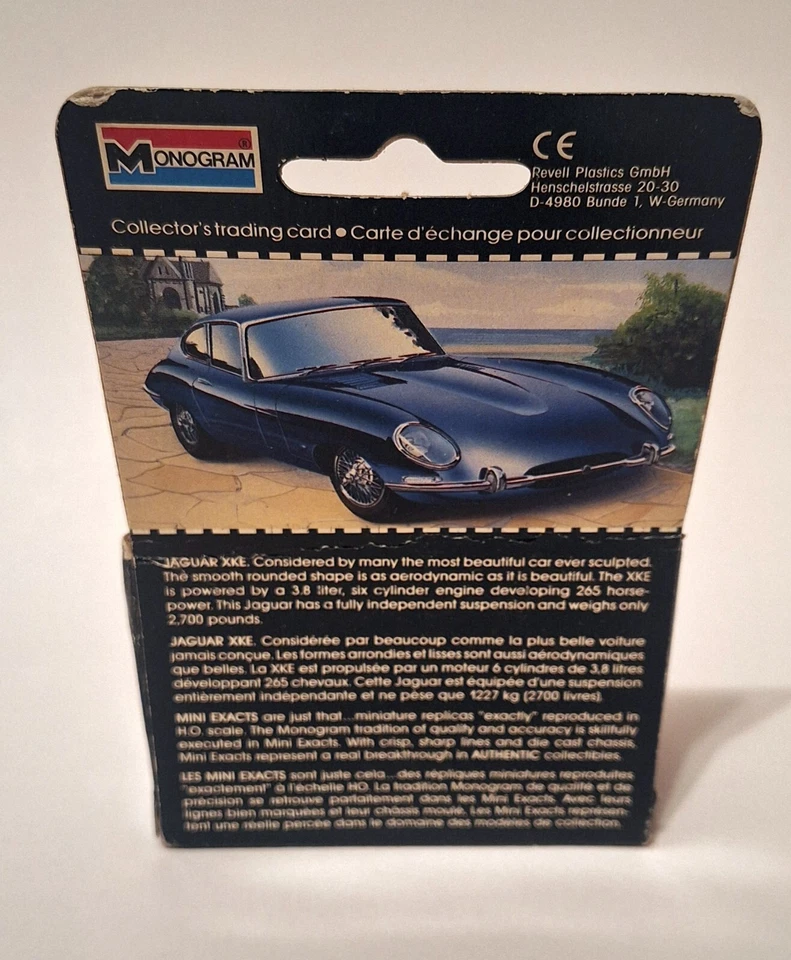 MONOGRAM®
CE
Revell Plastics GmbH
Henschelstrasse 20-30
D-4980 Bunde 1, W-Germany
Collector's trading card ● Carte d'échange pour collectionneur
JAGUAR XKE. Considered by many the most beautiful car ever sculpted.
The smooth rounded shape is as aerodynamic as it is beautiful. The XKE
is powered by a 3.8 liter, six cylinder engine developing 265 horse-
power. This Jaguar has a fully independent suspension and weighs only
2,700 pounds.
JAGUAR XKE. Considérée par beaucoup comme la plus belle voiture
jamais conçue. Les formes arrondies et lisses sont aussi aérodynamiques
que belles. La XKE est propulsée par un moteur 6 cylindres de 3,8 litres
développant 265 chevaux. Cette Jaguar est équipée d'une suspension
entièrement indépendante et ne pèse que 1227 kg (2700 livres).
MINI EXACTS are just that...miniature replicas "exactly" reproduced in
H.O. scale. The Monogram tradition of quality and accuracy is skillfully
executed in Mini Exacts. With crisp, sharp lines and die cast chassis,
Mini Exacts represent a real breakthrough in AUTHENTIC collectibles.
LES MINI EXACTS sont juste cela...des répliques miniatures reproduites
"exactement" à l'échelle HO. La tradition Monogram de qualité et de
précision se retrouve parfaitement dans les Mini Exacts. Avec leurs
lignes bien marquées et leur châssis moulé, Les Mini Exacts représen-
tent une réelle percée dans le domaine des modèles de collection.